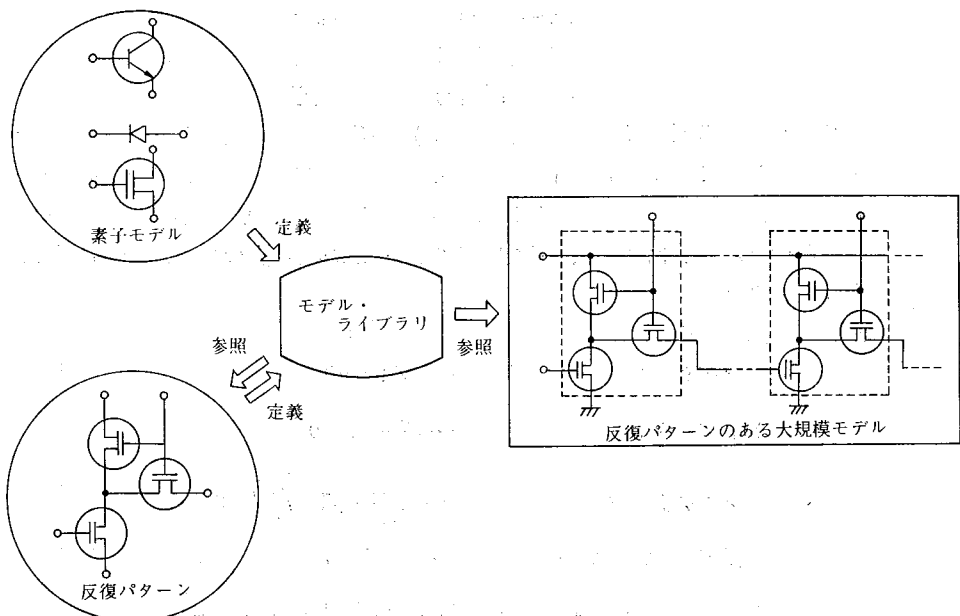 素子モデル
定義
モデル・
ライブラリ
参照
参照
定義
反復パターン
反復パターンのある大規模モデル